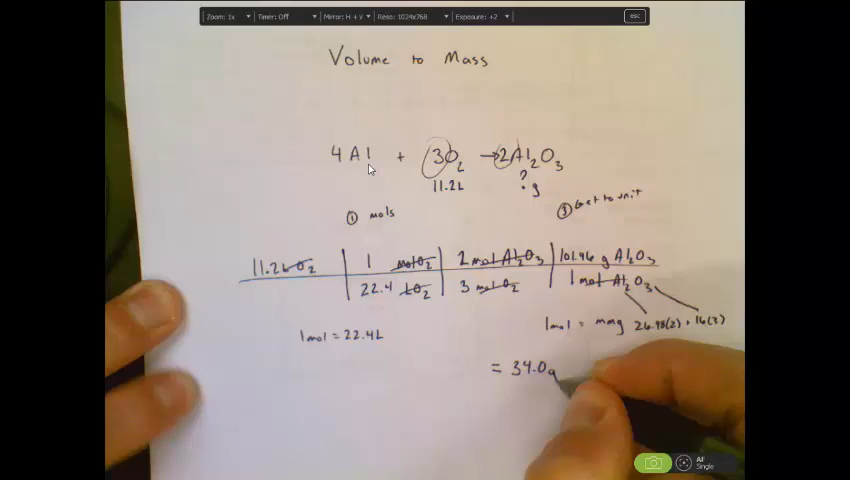 Zoom: 1x Timer: Off Mirror: H + V Reso: 1024x768 Exposure: +2 esc
Volume to Mass
4Al + 3O2 → 2Al2O3
11.2L ? g
① mols ③ Get to unit
11.2L O2 | 1 mol O2 | 2 mol Al2O3 | 101.96 g Al2O3
22.4 L O2 | 3 mol O2 | 1 mol Al2O3
1 mol = mmg 26.98(2) + 16(3)
1 mol = 22.4L
= 34.0g
AF
Single